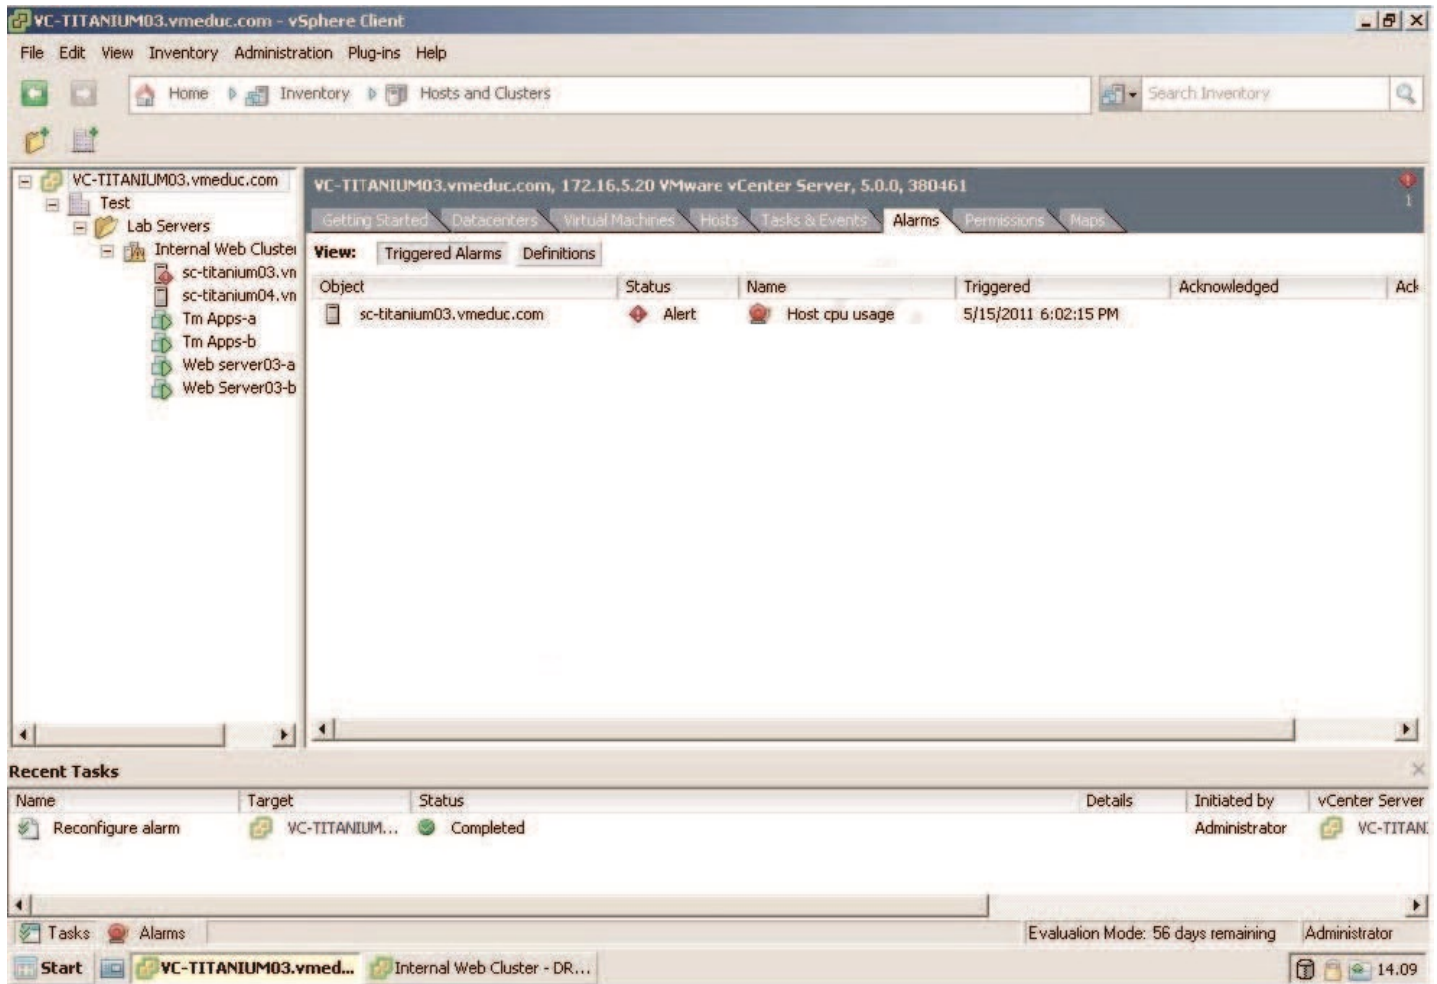 VC-TITANIUM03.vmeduc.com - vSphere Client
File Edit View Inventory Administration Plug-ins Help
Home Inventory Hosts and Clusters Search Inventory
VC-TITANIUM03.vmeduc.com
Test
Lab Servers
Internal Web Cluster
sc-titanium03.vn
sc-titanium04.vn
Tm Apps-a
Tm Apps-b
Web server03-a
Web Server03-b
VC-TITANIUM03.vmeduc.com, 172.16.5.20 VMware vCenter Server, 5.0.0, 380461
1
Getting Started Datacenters Virtual Machines Hosts Tasks & Events Alarms Permissions Maps
View: Triggered Alarms Definitions
Object Status Name Triggered Acknowledged Ack
sc-titanium03.vmeduc.com Alert Host cpu usage 5/15/2011 6:02:15 PM
Recent Tasks
Name Target Status Details Initiated by vCenter Server
Reconfigure alarm VC-TITANIUM... Completed Administrator VC-TITAN
Tasks Alarms Evaluation Mode: 56 days remaining Administrator
Start VC-TITANIUM03.vmed... Internal Web Cluster - DR... 14.09